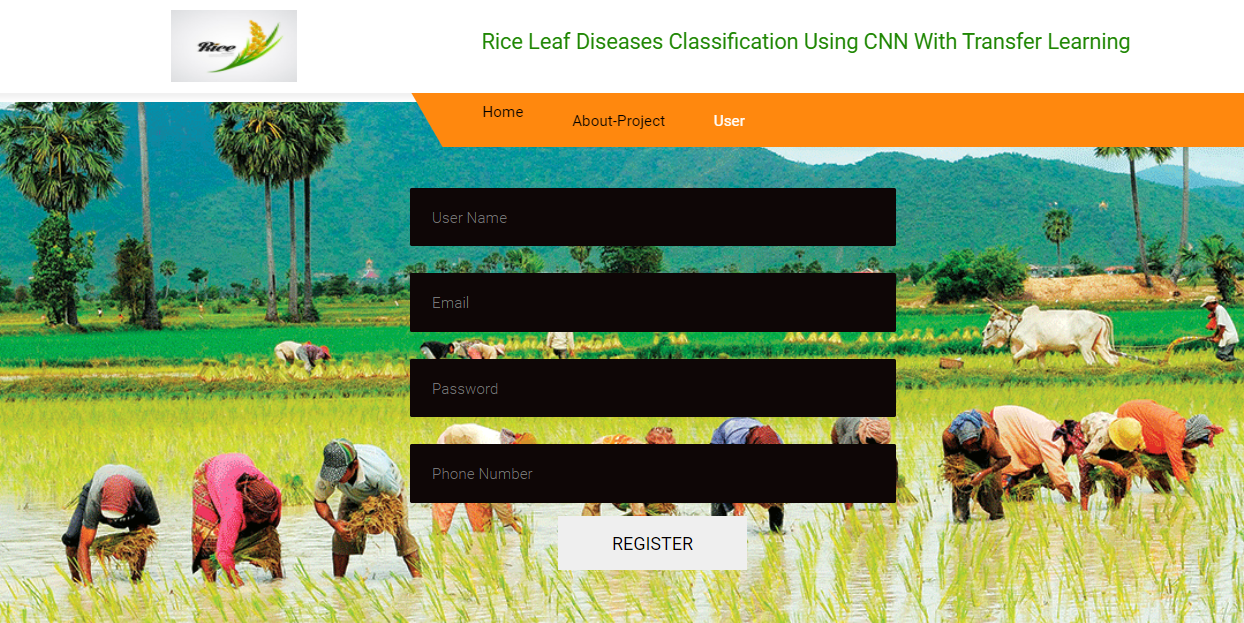 Rice
Rice Leaf Diseases Classification Using CNN With Transfer Learning
Home
About-Project
User
User Name
Email
Password
Phone Number
REGISTER